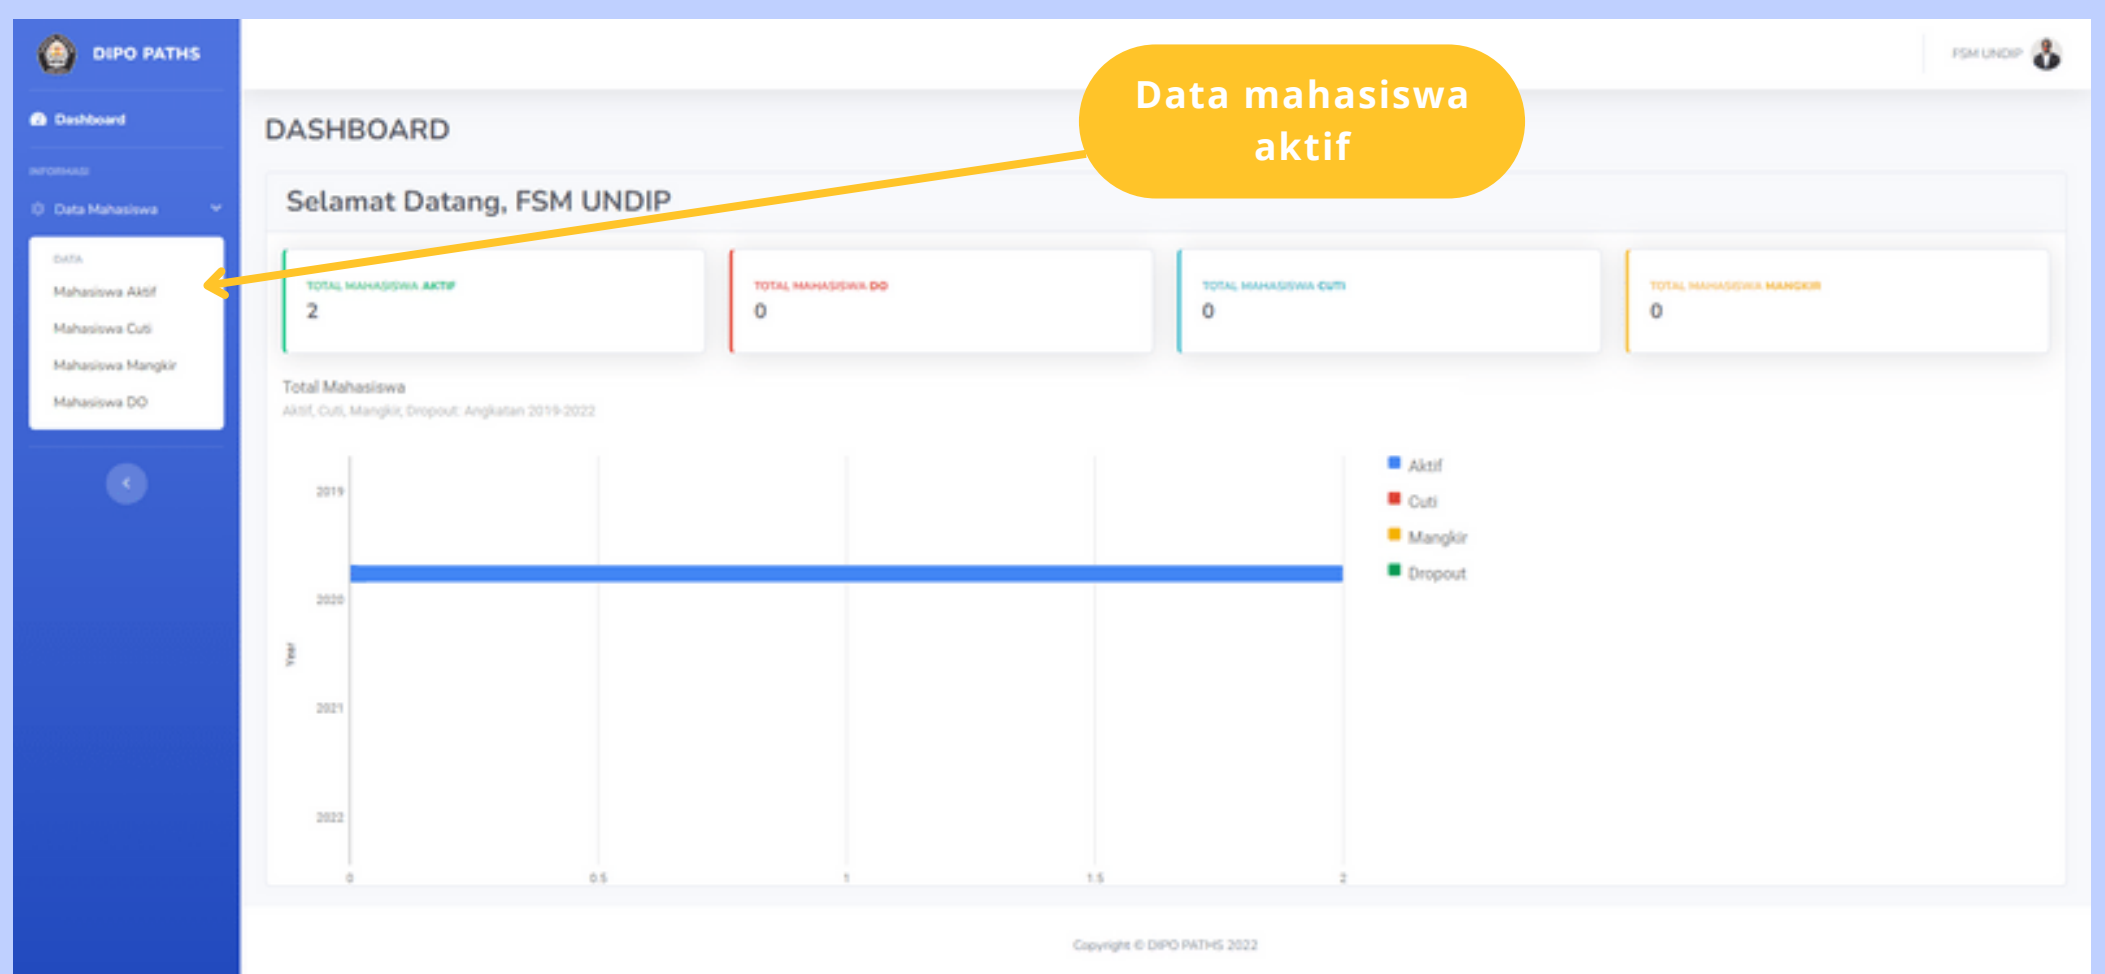 DIPO PATHS
FSM UNDIP
Data mahasiswa
aktif
Dashboard
DASHBOARD
INFORMASI
Data Mahasiswa
Selamat Datang, FSM UNDIP
DATA
Mahasiswa Aktif
Mahasiswa Cuti
Mahasiswa Mangkir
Mahasiswa DO
TOTAL MAHASISWA AKTIF
2
TOTAL MAHASISWA DO
0
TOTAL MAHASISWA CUTI
0
TOTAL MAHASISWA MANGKIR
0
Total Mahasiswa
Aktif, Cuti, Mangkir, Dropout: Angkatan 2019-2022
2019
2020
2021
2022
Year
0
0.5
1
1.5
2
Aktif
Cuti
Mangkir
Dropout
Copyright © DIPO PATHS 2022